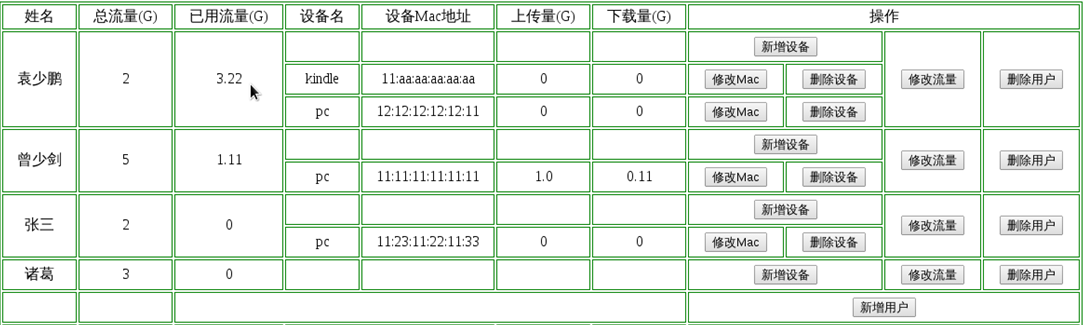 姓名 总流量(G) 已用流量(G) 设备名 设备Mac地址 上传量(G) 下载量(G) 操作
新增设备
袁少鹏 2 3.22 kindle 11:aa:aa:aa:aa:aa 0 0 修改Mac 删除设备 修改流量 删除用户
pc 12:12:12:12:12:11 0 0 修改Mac 删除设备
新增设备
曾少剑 5 1.11 修改流量 删除用户
pc 11:11:11:11:11:11 1.0 0.11 修改Mac 删除设备
新增设备
张三 2 0 修改流量 删除用户
pc 11:23:11:22:11:33 0 0 修改Mac 删除设备
诸葛 3 0 新增设备 修改流量 删除用户
新增用户